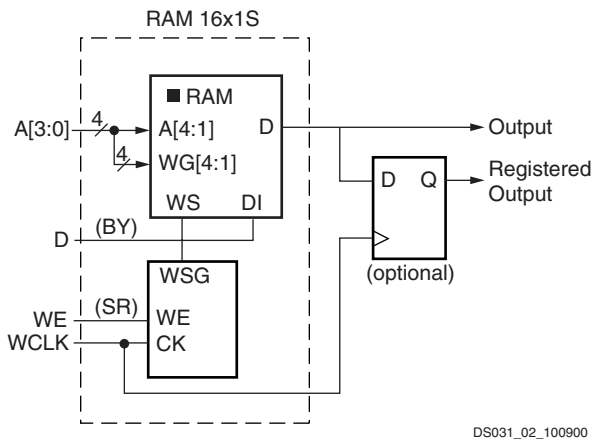 RAM 16x1S
RAM
A[3:0]
4
A[4:1]
D
Output
4
WG[4:1]
D
Q
Registered
Output
WS
DI
D
(BY)
WSG
(optional)
WE
(SR)
WE
WCLK
CK
DS031_02_100900